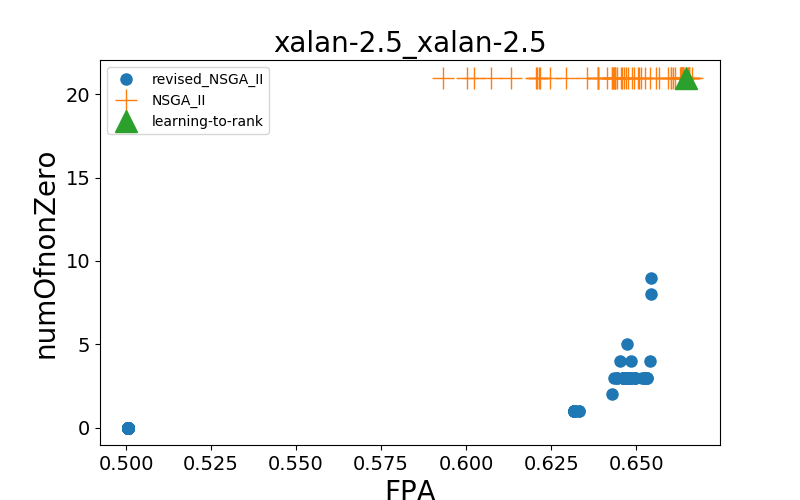 xalan-2.5_xalan-2.5
revised_NSGA_II
NSGA_II
learning-to-rank
numOfnonZero
20
15
10
5
0
0.500 0.525 0.550 0.575 0.600 0.625 0.650
FPA